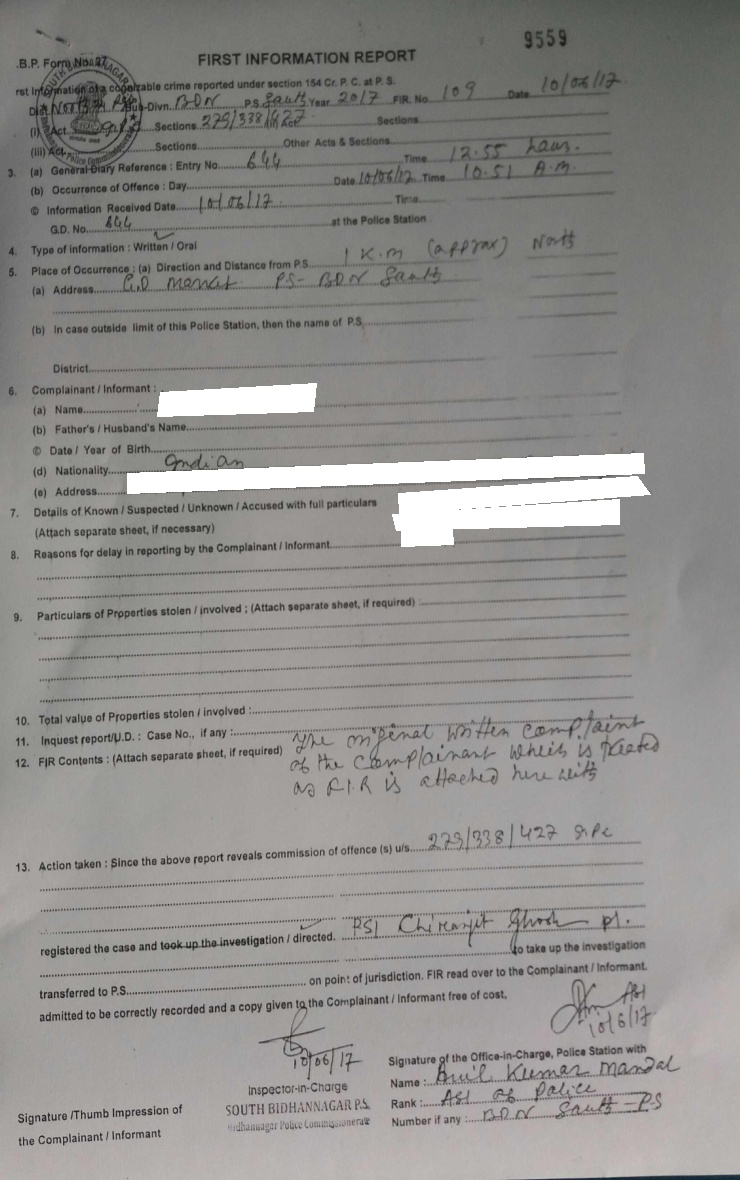 9559
.B.P. Form No. 27
FIRST INFORMATION REPORT
rst Information of a cognizable crime reported under section 154 Cr. P. C. at P. S.
Dist North 24 Pgs Sub-Divn. BDN P.S. South Year 2017 FIR. No. 109 Date 10/06/17
(i) Act Sections 279/338/427 Sections
(iii) Act Sections Other Acts & Sections
3. (a) General Diary Reference : Entry No. 644 Time 12.55 hours.
(b) Occurrence of Offence : Day Date 10/06/17 Time 10.51 A.M.
© Information Received Date 10/06/17 Time
G.D. No. 644 at the Police Station
4. Type of information : Written / Oral
5. Place of Occurrence : (a) Direction and Distance from P.S. 1 K.m (approx) North
(a) Address G.D Market PS- BDN South
(b) In case outside limit of this Police Station, then the name of P.S
District
6. Complainant / Informant :
(a) Name
(b) Father's / Husband's Name
© Date / Year of Birth
(d) Nationality Indian
(e) Address
7. Details of Known / Suspected / Unknown / Accused with full particulars
(Attach separate sheet, if necessary)
8. Reasons for delay in reporting by the Complainant / Informant
9. Particulars of Properties stolen / involved ; (Attach separate sheet, if required) :
10. Total value of Properties stolen / involved :
11. Inquest report/U.D. : Case No., if any :
12. FIR Contents : (Attach separate sheet, if required) The original written complaint
of the complainant which is treated
as F.I.R is attached here with
13. Action taken : Since the above report reveals commission of offence (s) u/s 279/338/427 IPC
registered the case and took up the investigation / directed. PSI Chiranjit Ghosh pl.
to take up the investigation
transferred to P.S. on point of jurisdiction. FIR read over to the Complainant / Informant.
admitted to be correctly recorded and a copy given to the Complainant / Informant free of cost,
ASI
10/6/17
10/06/17
Signature of the Office-in-Charge, Police Station with
Inspector-in-Charge
Name : Anil Kumar Mandal
SOUTH BIDHANNAGAR P.S.
Rank : ASI of Police
Bidhannagar Police Commissionerate
Number if any : BDN South - PS
Signature /Thumb Impression of
the Complainant / Informant